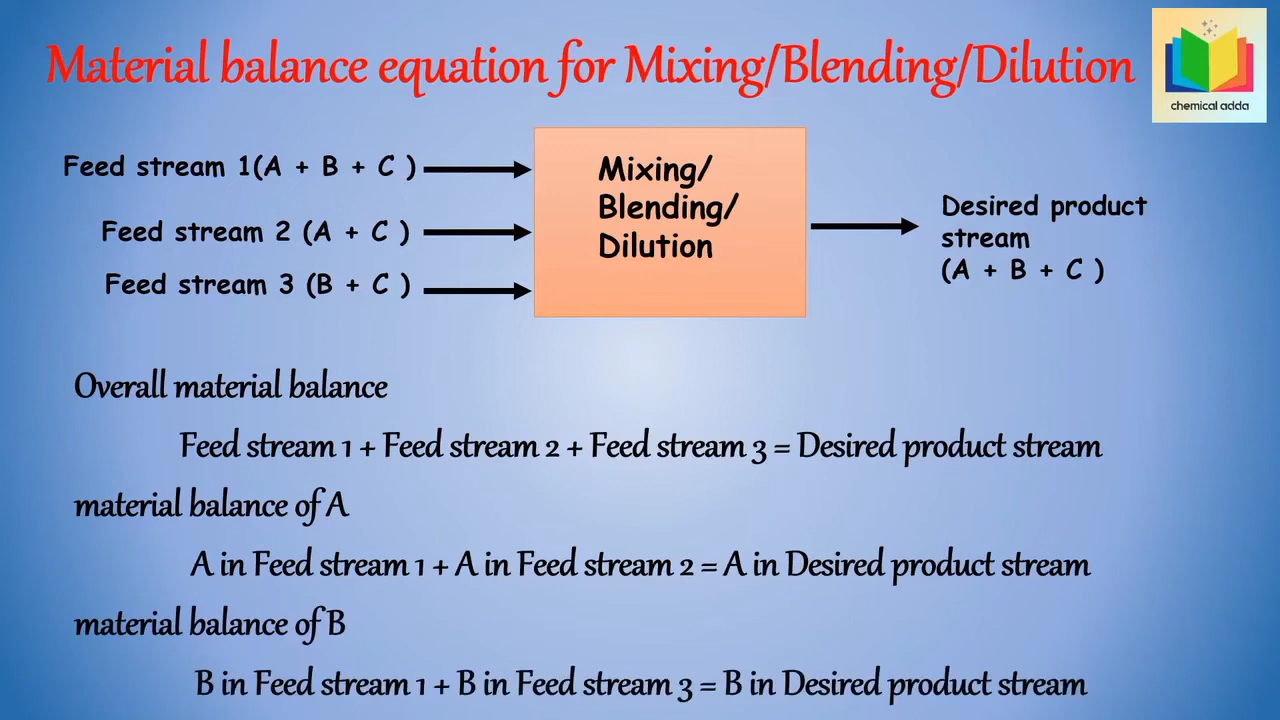 Material balance equation for Mixing/Blending/Dilution
chemical adda
Feed stream 1(A + B + C )
Feed stream 2 (A + C )
Feed stream 3 (B + C )
Mixing/
Blending/
Dilution
Desired product
stream
(A + B + C )
Overall material balance
Feed stream 1 + Feed stream 2 + Feed stream 3 = Desired product stream
material balance of A
A in Feed stream 1 + A in Feed stream 2 = A in Desired product stream
material balance of B
B in Feed stream 1 + B in Feed stream 3 = B in Desired product stream